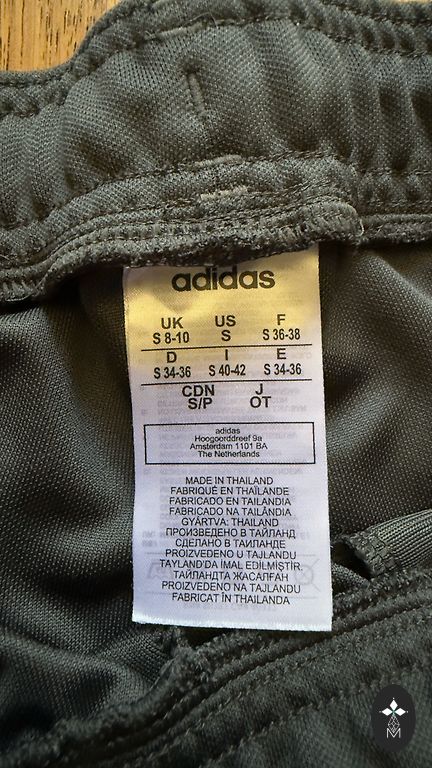 adidas
UK US F
S 8-10 S S 36-38
D I E
S 34-36 S 40-42 S 34-36
CDN J
S/P OT
adidas
Hoogoorddreef 9a
Amsterdam 1101 BA
The Netherlands
MADE IN THAILAND
FABRIQUÉ EN THAÏLANDE
FABRICADO EN TAILANDIA
FABRICADO NA TAILÂNDIA
GYÁRTVA: THAILAND
ПРОИЗВЕДЕНО В ТАЙЛАНД
СДЕЛАНО В ТАИЛАНДЕ
PROIZVEDENO U TAJLANDU
TAYLAND'DA İMAL EDİLMİŞTİR.
ТАЙЛАНДТА ЖАСАЛҒАН
PROIZVEDENO NA TAJLANDU
FABRICAT ÎN THAILANDA
M